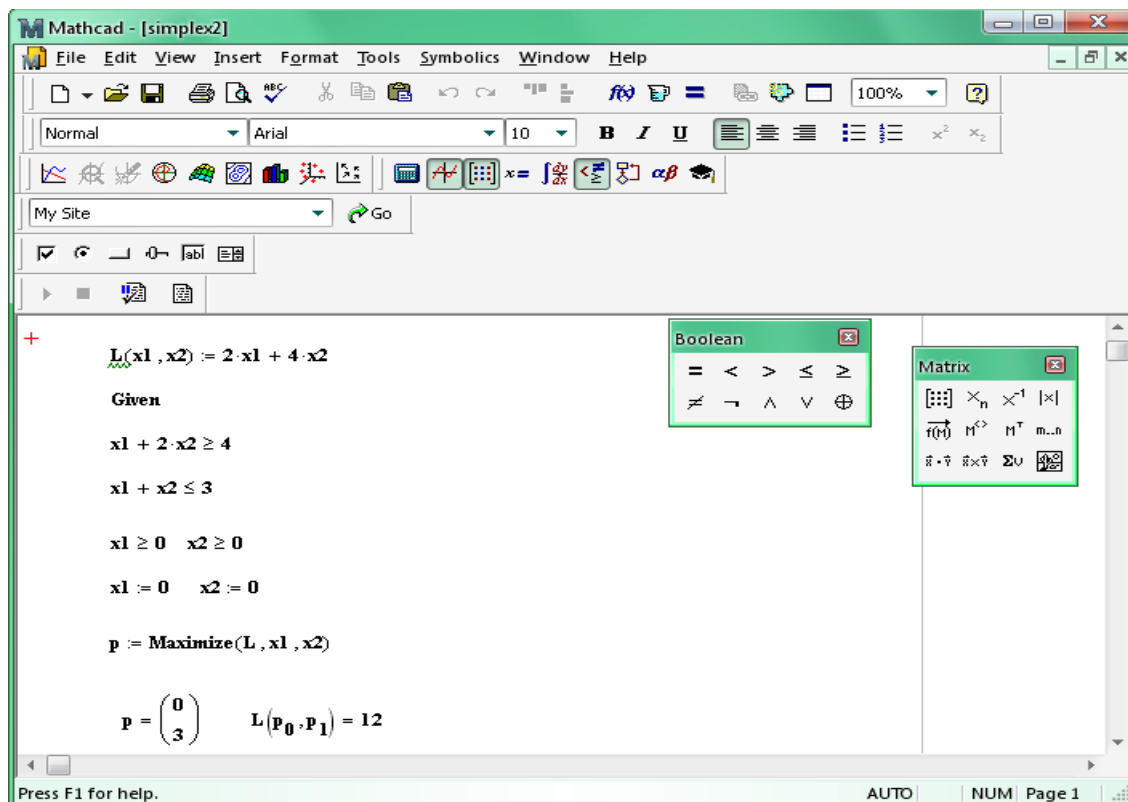 Mathcad - [simplex2]
File Edit View Insert Format Tools Symbolics Window Help
100%
Normal Arial 10 B I U
My Site Go
L(x1 , x2) := 2·x1 + 4·x2
Given
x1 + 2·x2 ≥ 4
x1 + x2 ≤ 3
x1 ≥ 0 x2 ≥ 0
x1 := 0 x2 := 0
p := Maximize(L , x1 , x2)
p = (0 3) L(p0 , p1) = 12
Boolean
= < > ≤ ≥
≠ ¬ ∧ ∨ ⊕
Matrix
[:::] ×n ×-1 |×|
f(M) M<> MT m..n
ẋ·ẏ ẋ×ẏ Συ
Press F1 for help. AUTO NUM Page 1